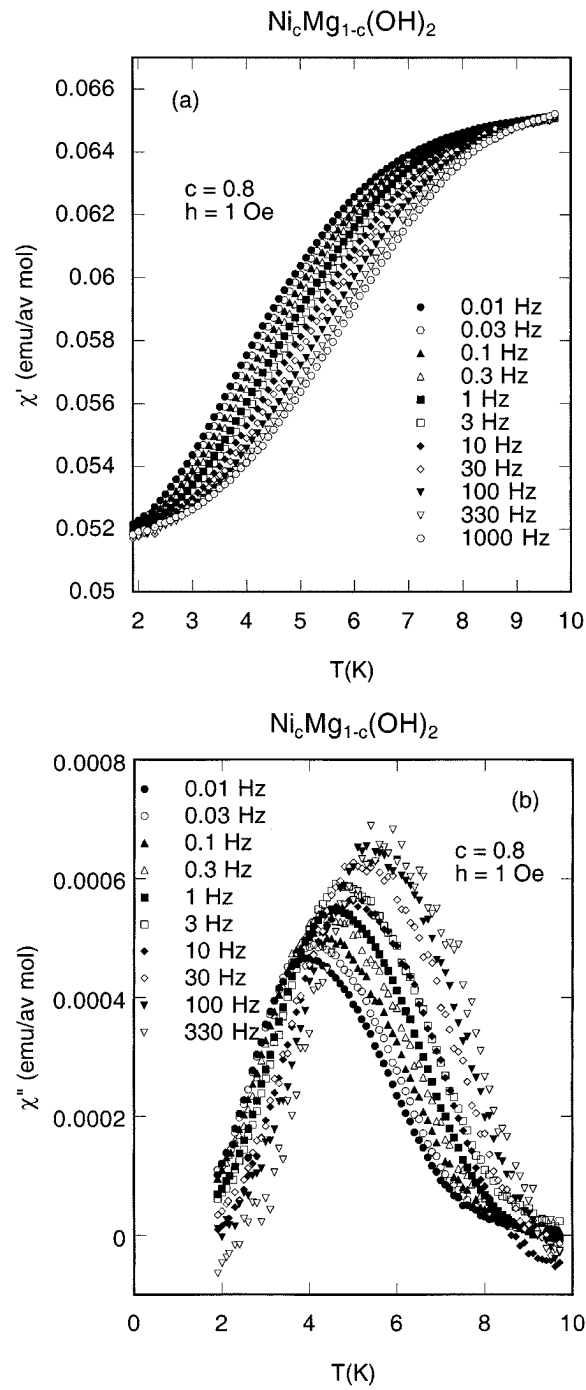 Ni_cMg_{1-c}(OH)_2
(a)
c = 0.8
h = 1 Oe
χ' (emu/av mol)
0.066
0.064
0.062
0.06
0.058
0.056
0.054
0.052
0.05
0.01 Hz
0.03 Hz
0.1 Hz
0.3 Hz
1 Hz
3 Hz
10 Hz
30 Hz
100 Hz
330 Hz
1000 Hz
2 3 4 5 6 7 8 9 10
T(K)
Ni_cMg_{1-c}(OH)_2
(b)
c = 0.8
h = 1 Oe
χ" (emu/av mol)
0.0008
0.0006
0.0004
0.0002
0
0.01 Hz
0.03 Hz
0.1 Hz
0.3 Hz
1 Hz
3 Hz
10 Hz
30 Hz
100 Hz
330 Hz
0 2 4 6 8 10
T(K)